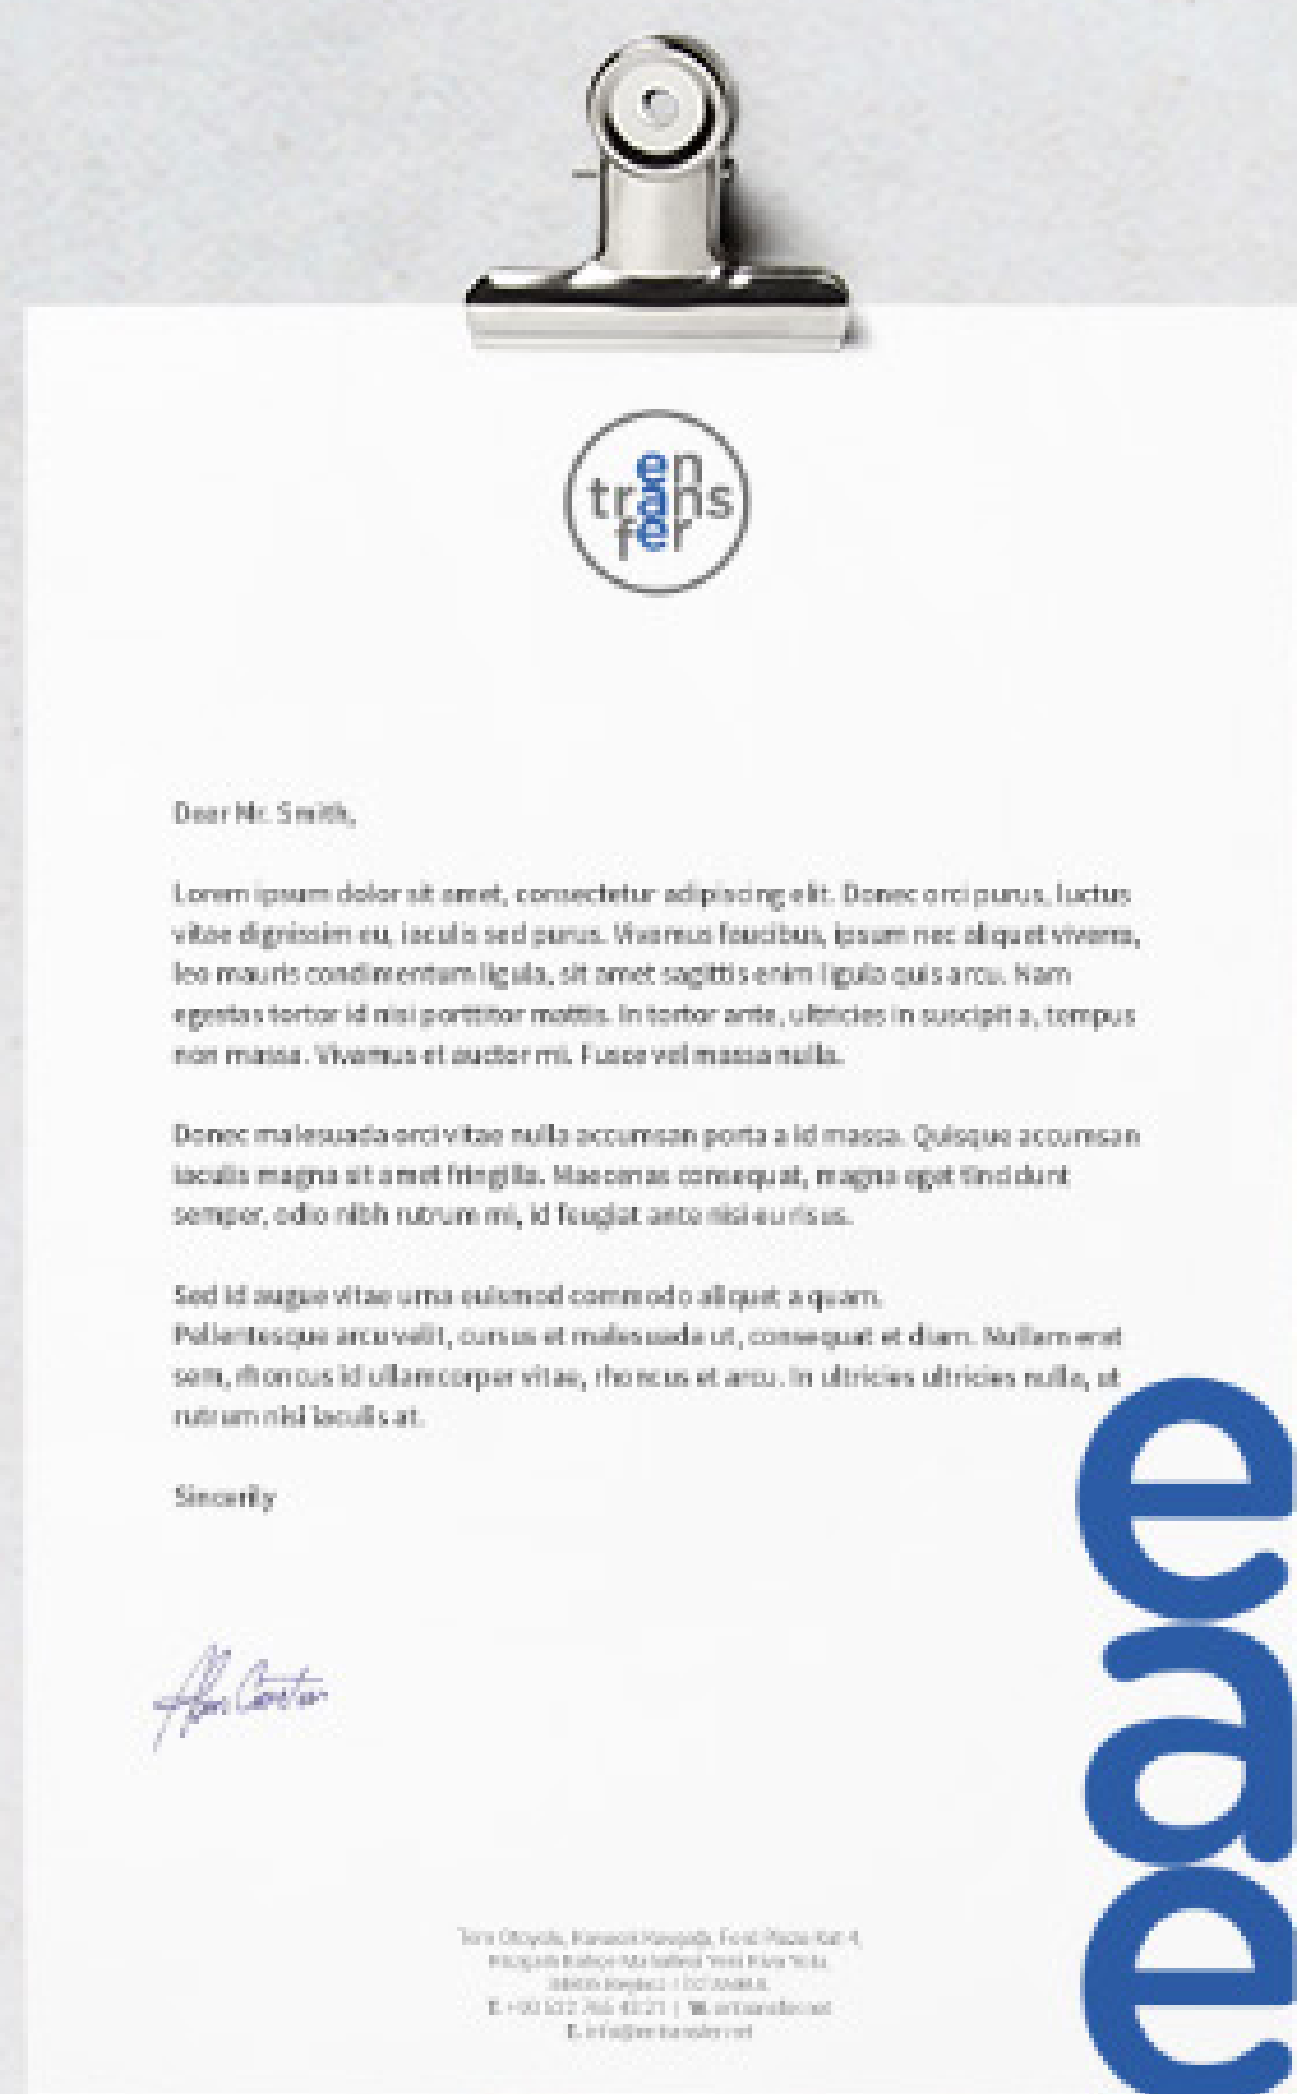 en
trans
fer
Dear Mr. Smith,
Lorem ipsum dolor sit amet, consectetur adipiscing elit. Donec orci purus, luctus
vitae dignissim eu, iaculis sed purus. Vivamus faucibus, ipsum nec aliquet viverra,
leo mauris condimentum ligula, sit amet sagittis enim ligula quis arcu. Nam
egestas tortor id nisi porttitor mattis. In tortor ante, ultricies in suscipit a, tempus
non massa. Vivamus et auctor mi. Fusce vel massa nulla.
Donec malesuada orci vitae nulla accumsan porta a id massa. Quisque accumsan
iaculis magna sit amet fringilla. Maecenas consequat, magna eget tincidunt
semper, odio nibh rutrum mi, id feugiat ante nisi eu risus.
Sed id augue vitae urna euismod commodo aliquet a quam.
Pellentesque arcu velit, cursus et malesuada ut, consequat et diam. Nullam erat
sem, rhoncus id ullamcorper vitae, rhoncus et arcu. In ultricies ultricies nulla, ut
rutrum nisi iaculis at.
Sincerily
e
a
e
Kat 4,